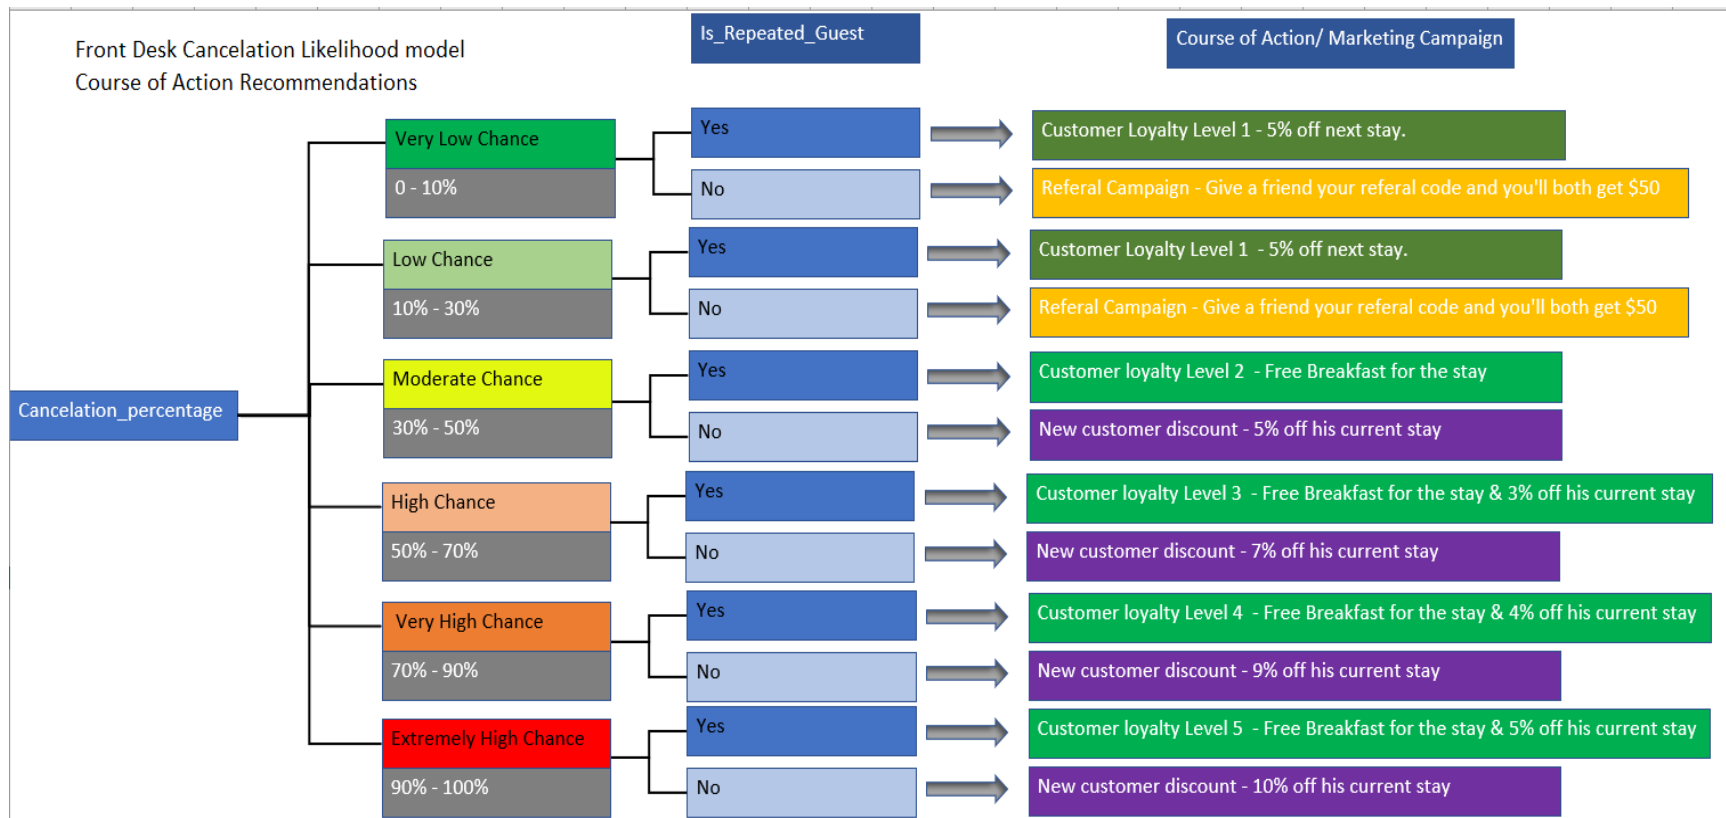 Front Desk Cancelation Likelihood model
Course of Action Recommendations
Is_Repeated_Guest
Course of Action/ Marketing Campaign
Cancelation_percentage
Very Low Chance
0 - 10%
Yes
Customer Loyalty Level 1 - 5% off next stay.
No
Referal Campaign - Give a friend your referal code and you'll both get $50
Low Chance
10% - 30%
Yes
Customer Loyalty Level 1  - 5% off next stay.
No
Referal Campaign - Give a friend your referal code and you'll both get $50
Moderate Chance
30% - 50%
Yes
Customer loyalty Level 2  - Free Breakfast for the stay
No
New customer discount - 5% off his current stay
High Chance
50% - 70%
Yes
Customer loyalty Level 3  - Free Breakfast for the stay & 3% off his current stay
No
New customer discount - 7% off his current stay
Very High Chance
70% - 90%
Yes
Customer loyalty Level 4  - Free Breakfast for the stay & 4% off his current stay
No
New customer discount - 9% off his current stay
Extremely High Chance
90% - 100%
Yes
Customer loyalty Level 5  - Free Breakfast for the stay & 5% off his current stay
No
New customer discount - 10% off his current stay